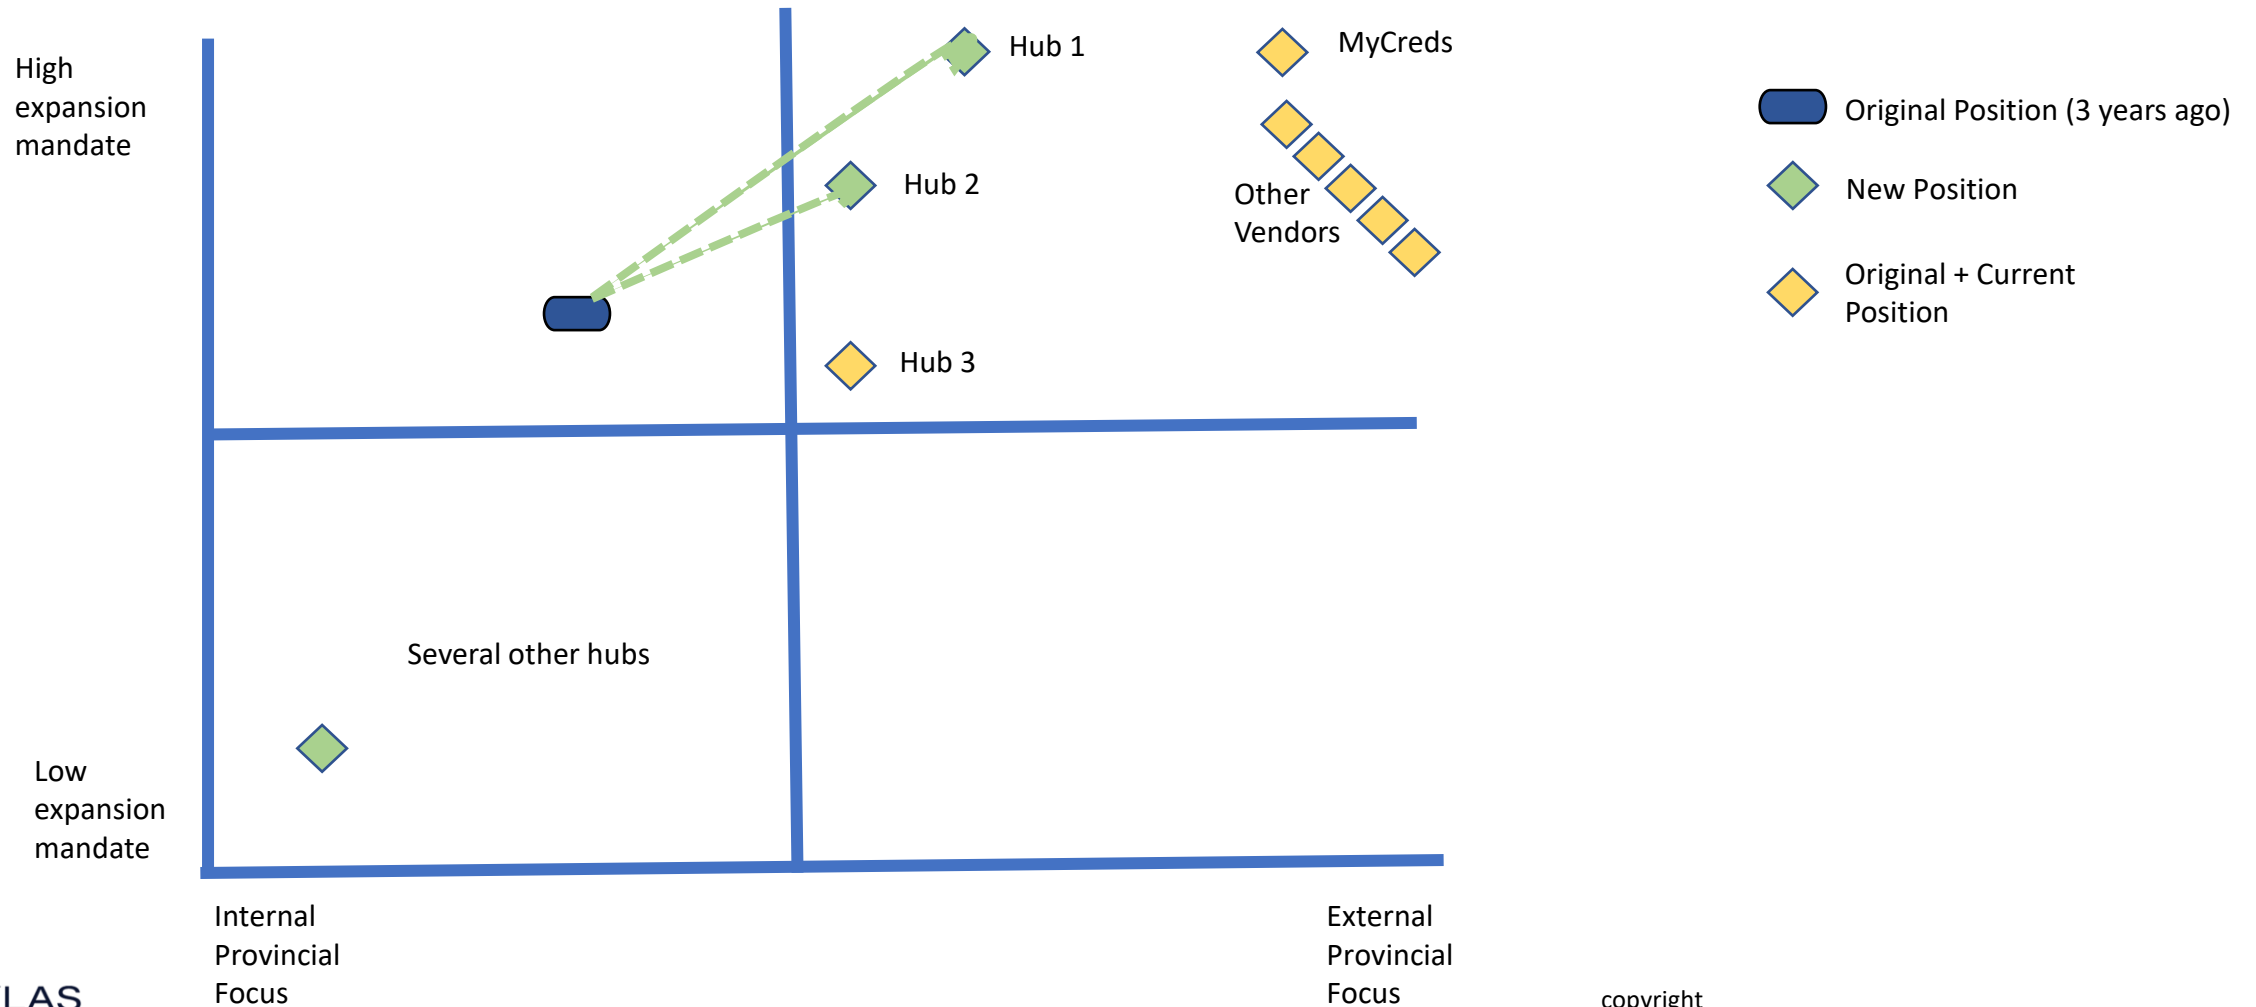 High
expansion
mandate
Hub 1
MyCreds
Original Position (3 years ago)
Hub 2
New Position
Other
Vendors
Original + Current
Position
Hub 3
Several other hubs
Low
expansion
mandate
Internal
Provincial
Focus
External
Provincial
Focus
copyright